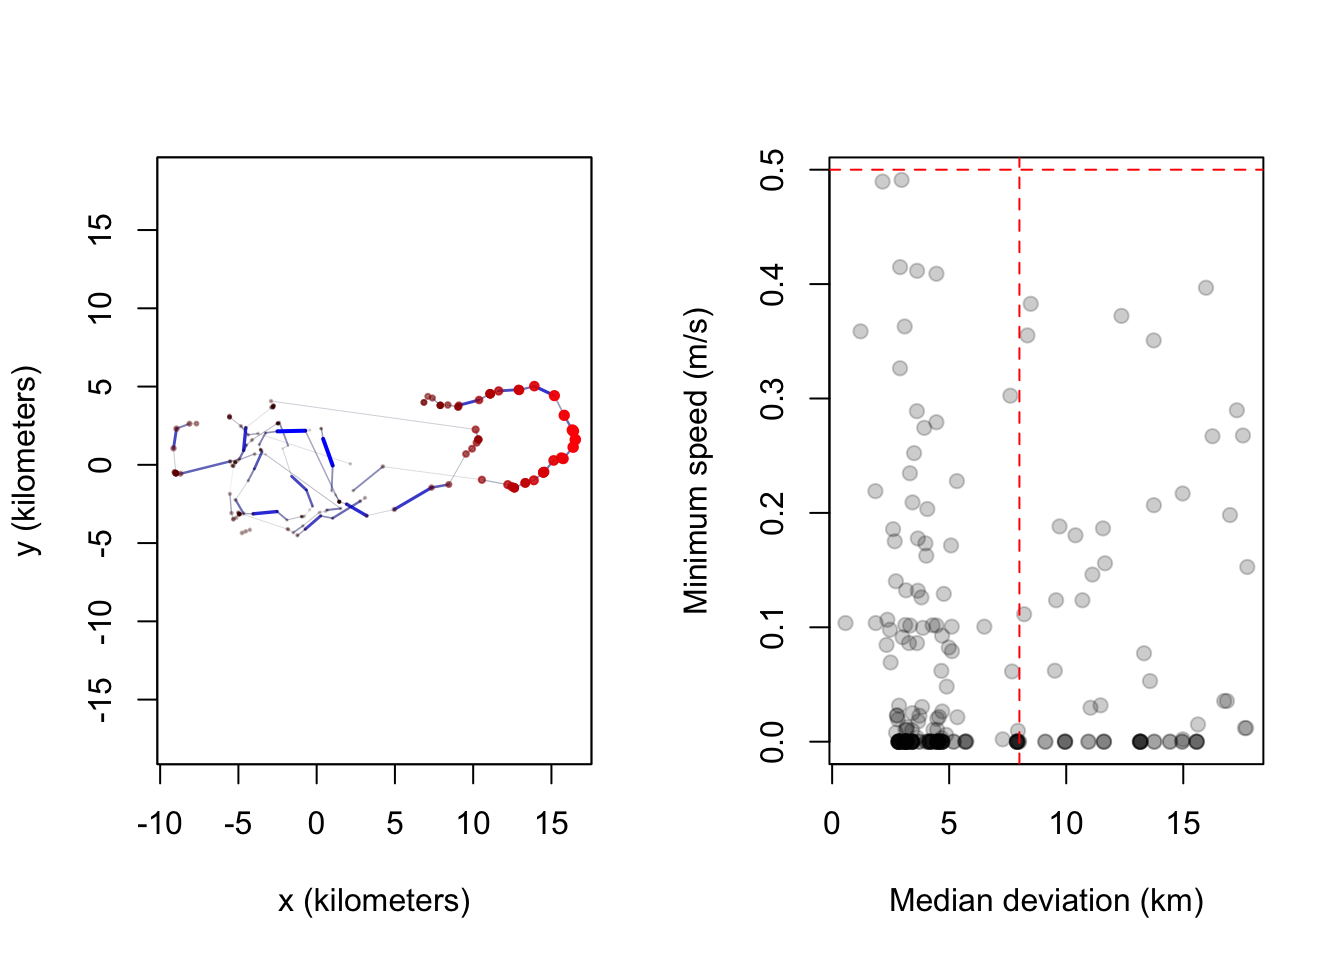 15
10
5
0
-5
-10
-15
y (kilometers)
-10 -5 0 5 10 15
x (kilometers)
0.5
0.4
0.3
0.2
0.1
0.0
Minimum speed (m/s)
0 5 10 15
Median deviation (km)